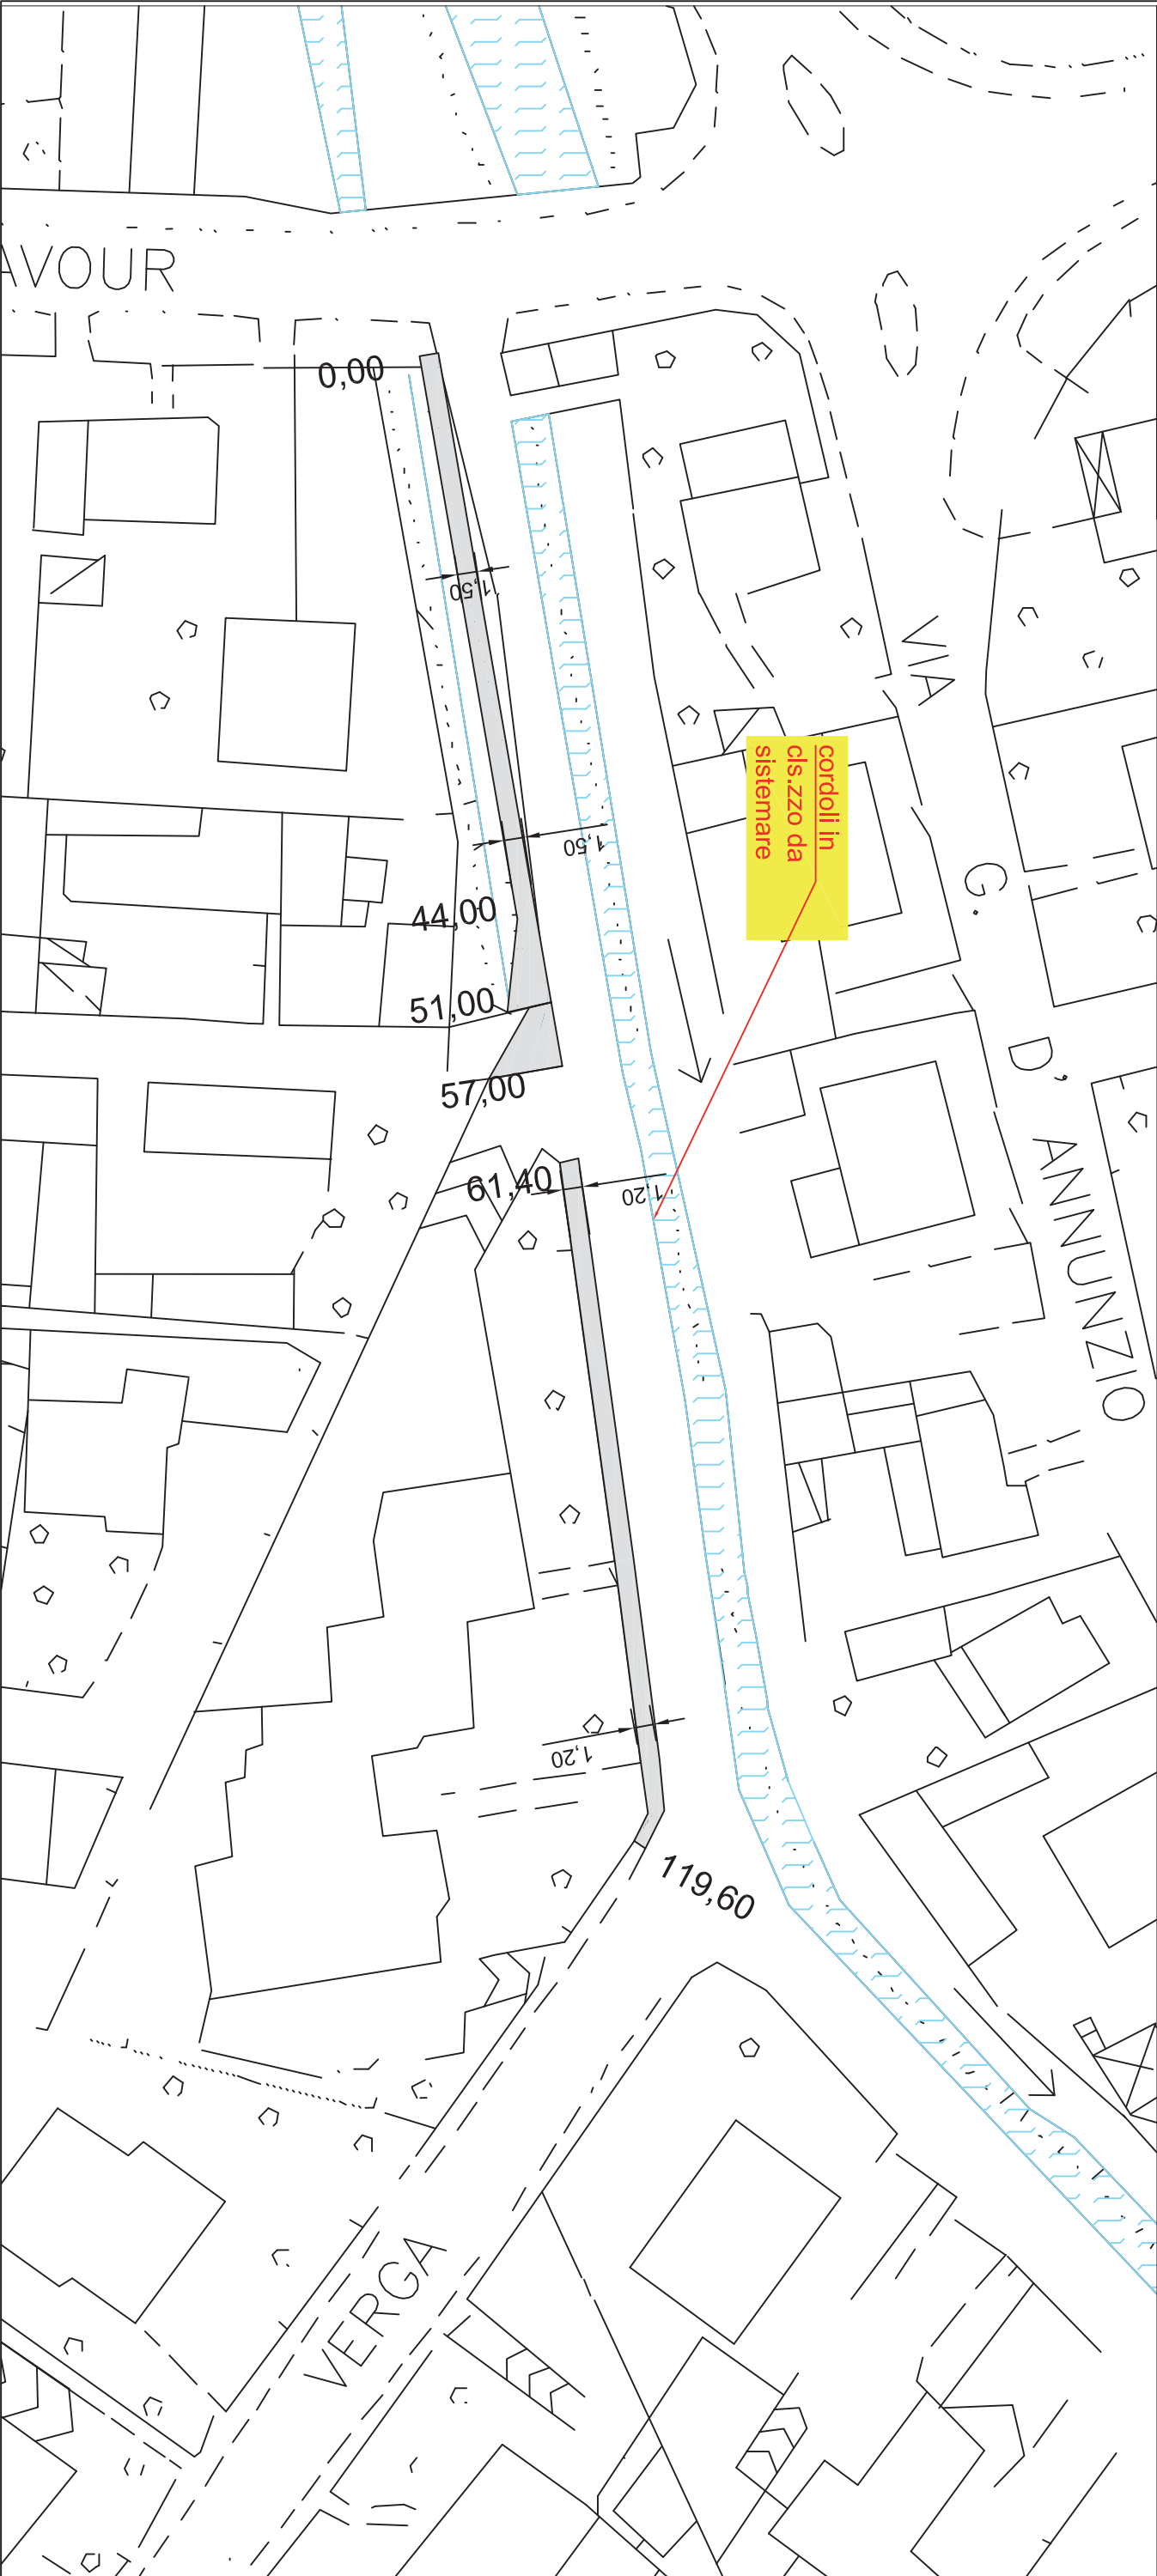 AVOUR
0,00
1,50
VIA
cordoli in
cls.zzo da
sistemare
1,50
G.
44,00
51,00
D'
57,00
ANNUNZIO
61,40
1,20
1,20
119,60
VERGA